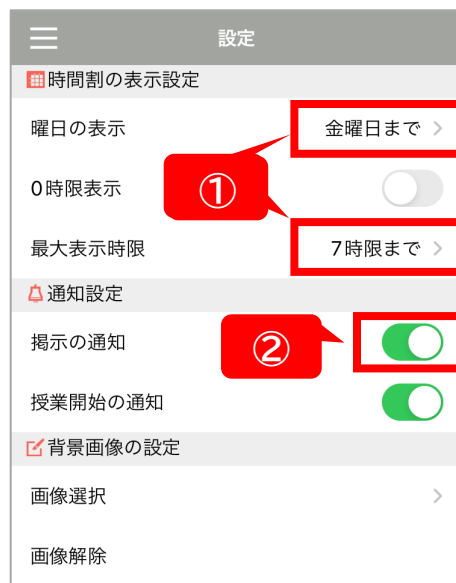 設定
時間割の表示設定
曜日の表示 金曜日まで
0時限表示
①
最大表示時限 7時限まで
通知設定
掲示の通知
②
授業開始の通知
背景画像の設定
画像選択
画像解除